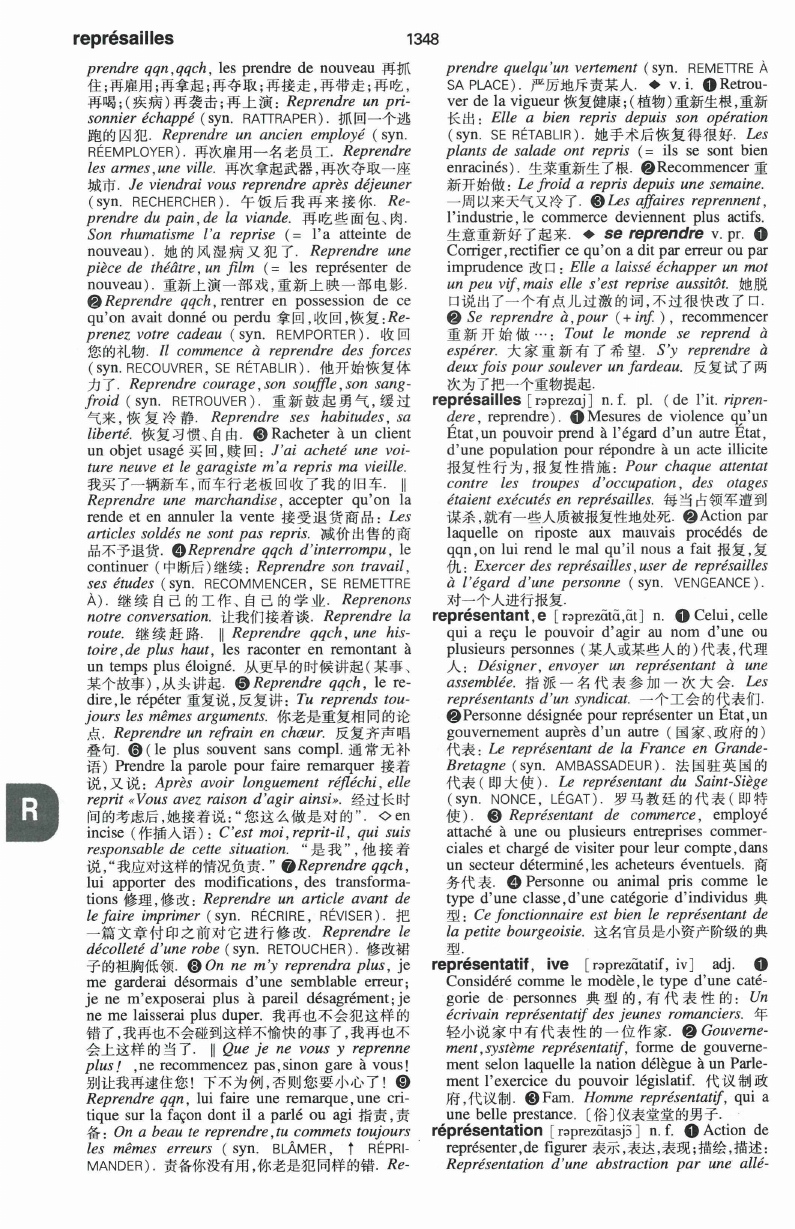 représailles
1348
prendre qqn,qqch, les prendre de nouveau 再抓
住;再雇用;再拿起;再夺取;再接走,再带走;再吃,
再喝;(疾病)再袭击;再上演: Reprendre un pri-
sonnier échappé (syn. RATTRAPER). 抓回一个逃
跑的囚犯. Reprendre un ancien employé (syn.
RÉEMPLOYER). 再次雇用一名老员工. Reprendre
les armes,une ville. 再次拿起武器,再次夺取一座
城市. Je viendrai vous reprendre après déjeuner
(syn. RECHERCHER). 午饭后我再来接你. Re-
prendre du pain,de la viande. 再吃些面包、肉.
Son rhumatisme l'a reprise (= l'a atteinte de
nouveau). 她的风湿病又犯了. Reprendre une
pièce de théâtre,un film (= les représenter de
nouveau). 重新上演一部戏,重新上映一部电影.
❷Reprendre qqch,rentrer en possession de ce
qu'on avait donné ou perdu 拿回,收回,恢复:Re-
prenez votre cadeau (syn. REMPORTER). 收回
您的礼物. Il commence à reprendre des forces
(syn. RECOUVRER, SE RÉTABLIR). 他开始恢复体
力了. Reprendre courage,son souffle,son sang-
froid (syn. RETROUVER). 重新鼓起勇气,缓过
气来,恢复冷静. Reprendre ses habitudes, sa
liberté. 恢复习惯、自由. ❸ Racheter à un client
un objet usagé 买回,赎回: J'ai acheté une voi-
ture neuve et le garagiste m'a repris ma vieille.
我买了一辆新车,而车行老板回收了我的旧车. ‖
Reprendre une marchandise, accepter qu'on la
rende et en annuler la vente 接受退货商品: Les
articles soldés ne sont pas repris. 减价出售的商
品不予退货. ❹Reprendre qqch d'interrompu, le
continuer (中断后)继续: Reprendre son travail,
ses études (syn. RECOMMENCER, SE REMETTRE
À). 继续自己的工作、自己的学业. Reprenons
notre conversation. 让我们接着谈. Reprendre la
route. 继续赶路. ‖ Reprendre qqch, une his-
toire,de plus haut, les raconter en remontant à
un temps plus éloigné. 从更早的时候讲起(某事、
某个故事),从头讲起. ❺ Reprendre qqch, le re-
dire,le répéter 重复说,反复讲: Tu reprends tou-
jours les mêmes arguments. 你老是重复相同的论
点. Reprendre un refrain en chœur. 反复齐声唱
叠句. ❻ (le plus souvent sans compl. 通常无补
语) Prendre la parole pour faire remarquer 接着
说,又说: Après avoir longuement réfléchi, elle
reprit «Vous avez raison d'agir ainsi». 经过长时
间的考虑后,她接着说:“您这么做是对的”. ◇en
incise (作插入语): C'est moi,reprit-il, qui suis
responsable de cette situation. “是我”,他接着
说,“我应对这样的情况负责.” ❼Reprendre qqch,
lui apporter des modifications, des transforma-
tions 修理,修改: Reprendre un article avant de
le faire imprimer (syn. RÉCRIRE, RÉVISER). 把
一篇文章付印之前对它进行修改. Reprendre le
décolleté d'une robe (syn. RETOUCHER). 修改裙
子的袒胸低领. ❽ On ne m'y reprendra plus, je
me garderai désormais d'une semblable erreur;
je ne m'exposerai plus à pareil désagrément; je
ne me laisserai plus duper. 我再也不会犯这样的
错了,我再也不会碰到这样不愉快的事了,我再也不
会上这样的当了. ‖ Que je ne vous y reprenne
plus! ,ne recommencez pas,sinon gare à vous!
别让我再逮住您! 下不为例,否则您要小心了! ❾
Reprendre qqn, lui faire une remarque,une cri-
tique sur la façon dont il a parlé ou agi 指责,责
备: On a beau te reprendre,tu commets toujours
les mêmes erreurs (syn. BLÂMER, ↑ RÉPRI-
MANDER). 责备你没有用,你老是犯同样的错. Re-
R
prendre quelqu'un vertement (syn. REMETTRE À
SA PLACE). 严厉地斥责某人. ◆ v. i. ❶Retrou-
ver de la vigueur 恢复健康;(植物)重新生根,重新
长出: Elle a bien repris depuis son opération
(syn. SE RÉTABLIR). 她手术后恢复得很好. Les
plants de salade ont repris (= ils se sont bien
enracinés). 生菜重新生了根. ❷Recommencer 重
新开始做: Le froid a repris depuis une semaine.
一周以来天气又冷了. ❸Les affaires reprennent,
l'industrie,le commerce deviennent plus actifs.
生意重新好了起来. ◆ se reprendre v. pr. ❶
Corriger,rectifier ce qu'on a dit par erreur ou par
imprudence 改口: Elle a laissé échapper un mot
un peu vif,mais elle s'est reprise aussitôt. 她脱
口说出了一个有点儿过激的词,不过很快改了口.
❷ Se reprendre à,pour (+ inf.), recommencer
重新开始做…: Tout le monde se reprend à
espérer. 大家重新有了希望. S'y reprendre à
deux fois pour soulever un fardeau. 反复试了两
次为了把一个重物提起.
représailles [rəprezɑj] n. f. pl. (de l'it. ripren-
dere, reprendre). ❶Mesures de violence qu'un
État,un pouvoir prend à l'égard d'un autre État,
d'une population pour répondre à un acte illicite
报复性行为,报复性措施: Pour chaque attentat
contre les troupes d'occupation, des otages
étaient exécutés en représailles. 每当占领军遭到
谋杀,就有一些人质被报复性地处死. ❷Action par
laquelle on riposte aux mauvais procédés de
qqn,on lui rend le mal qu'il nous a fait 报复,复
仇: Exercer des représailles,user de représailles
à l'égard d'une personne (syn. VENGEANCE).
对一个人进行报复.
représentant,e [rəprezɑ̃tɑ̃,ɑ̃t] n. ❶ Celui, celle
qui a reçu le pouvoir d'agir au nom d'une ou
plusieurs personnes (某人或某些人的)代表,代理
人: Désigner, envoyer un représentant à une
assemblée. 指派一名代表参加一次大会. Les
représentants d'un syndicat. 一个工会的代表们.
❷Personne désignée pour représenter un État,un
gouvernement auprès d'un autre (国家、政府的)
代表: Le représentant de la France en Grande-
Bretagne (syn. AMBASSADEUR). 法国驻英国的
代表(即大使). Le représentant du Saint-Siège
(syn. NONCE, LÉGAT). 罗马教廷的代表(即特
使). ❸ Représentant de commerce, employé
attaché à une ou plusieurs entreprises commer-
ciales et chargé de visiter pour leur compte,dans
un secteur déterminé,les acheteurs éventuels. 商
务代表. ❹ Personne ou animal pris comme le
type d'une classe,d'une catégorie d'individus 典
型: Ce fonctionnaire est bien le représentant de
la petite bourgeoisie. 这名官员是小资产阶级的典
型.
représentatif, ive [rəprezɑ̃tatif, iv] adj. ❶
Considéré comme le modèle,le type d'une caté-
gorie de personnes 典型的,有代表性的: Un
écrivain représentatif des jeunes romanciers. 年
轻小说家中有代表性的一位作家. ❷ Gouverne-
ment,système représentatif, forme de gouverne-
ment selon laquelle la nation délègue à un Parle-
ment l'exercice du pouvoir législatif. 代议制政
府,代议制. ❸ Fam. Homme représentatif, qui a
une belle prestance. 〔俗〕仪表堂堂的男子.
représentation [rəprezɑ̃tasjɔ̃] n. f. ❶ Action de
représenter,de figurer 表示,表达,表现;描绘,描述:
Représentation d'une abstraction par une allé-